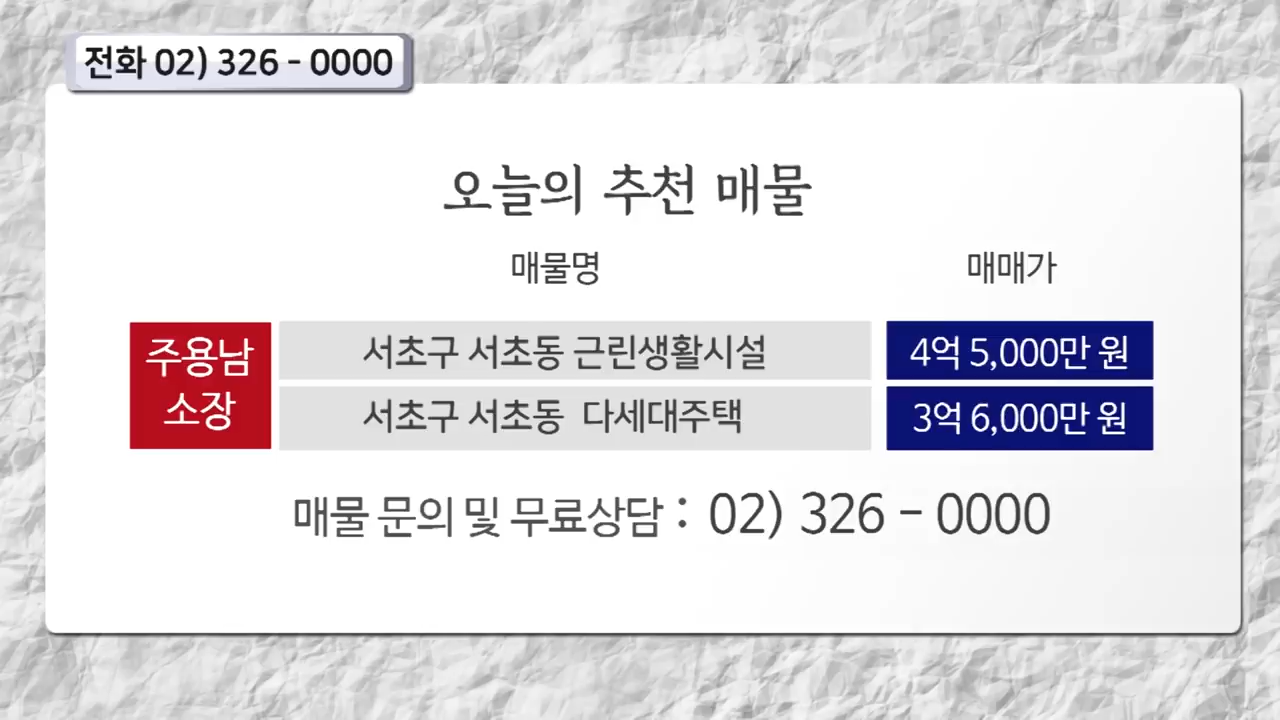 전화 02) 326 - 0000
오늘의 추천 매물
매물명 매매가
주용남 소장
서초구 서초동 근린생활시설 4억 5,000만 원
서초구 서초동 다세대주택 3억 6,000만 원
매물 문의 및 무료상담 : 02) 326 - 0000